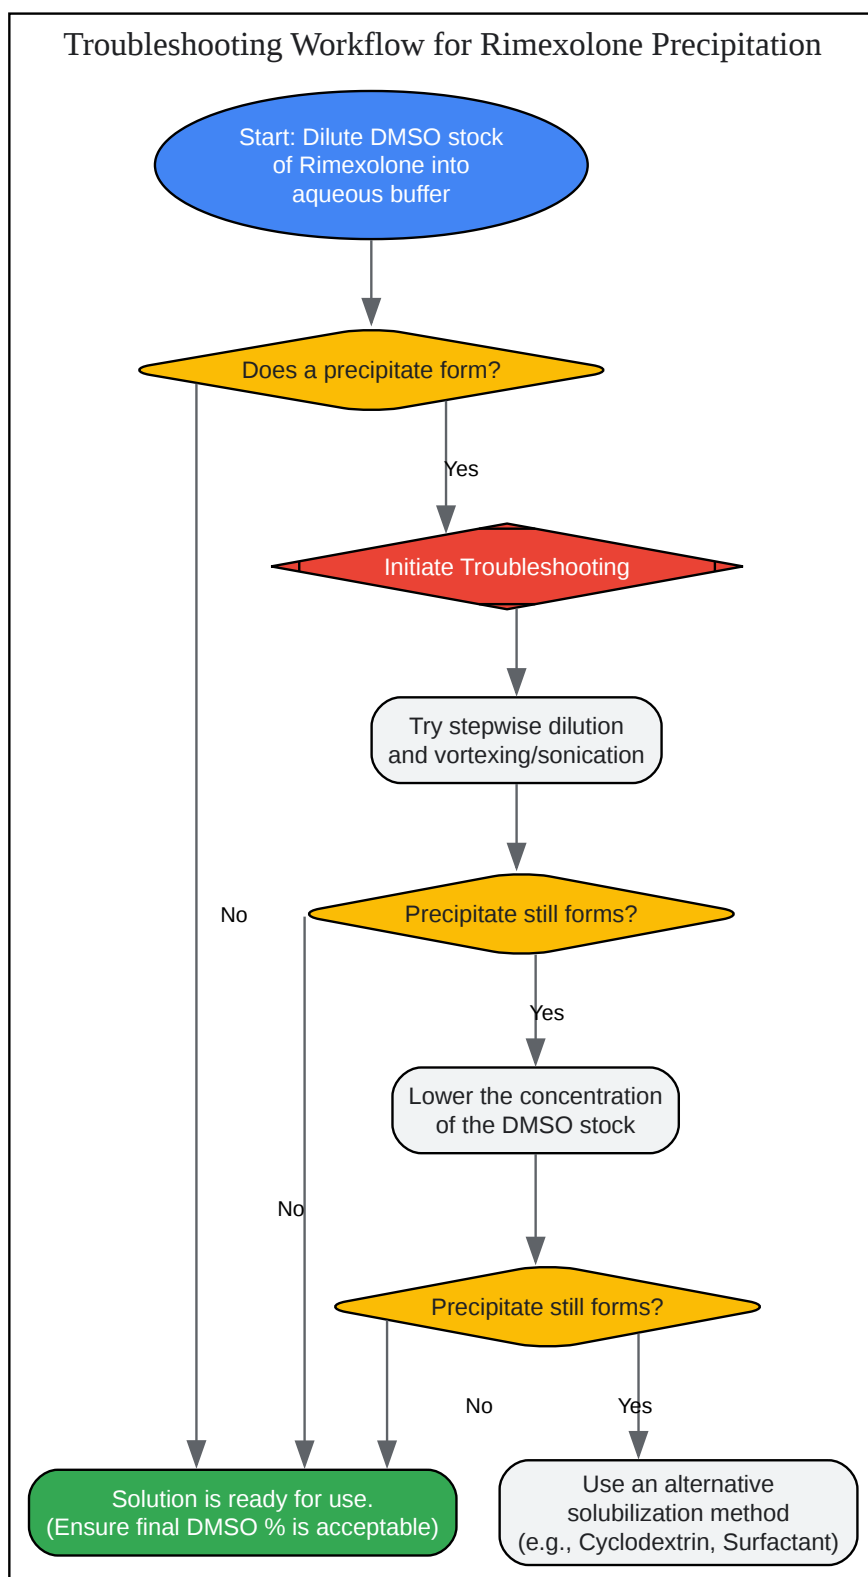 Troubleshooting Workflow for Rimexolone Precipitation
Start: Dilute DMSO stock
of Rimexolone into
aqueous buffer
Does a precipitate form?
Yes
Initiate Troubleshooting
Try stepwise dilution
and vortexing/sonication
No
Precipitate still forms?
Yes
Lower the concentration
of the DMSO stock
No
Precipitate still forms?
No
Yes
Solution is ready for use.
(Ensure final DMSO % is acceptable)
Use an alternative
solubilization method
(e.g., Cyclodextrin, Surfactant)